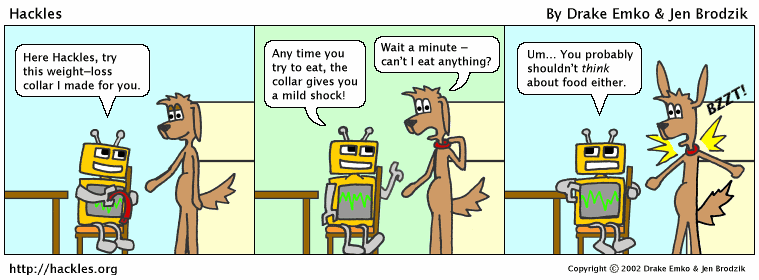 Hackles
By Drake Emko & Jen Brodzik
Here Hackles, try
this weight-loss
collar I made for you.
Any time you
try to eat, the
collar gives you
a mild shock!
Wait a minute –
can't I eat anything?
Um... You probably
shouldn't think
about food either.
BZZT!
http://hackles.org
Copyright © 2002 Drake Emko & Jen Brodzik